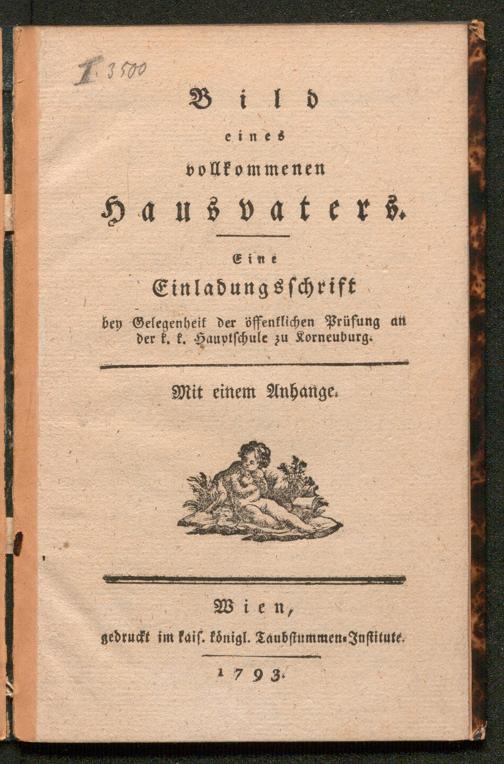 I. 3500
Bild
eines
vollkommenen
Hausvaters.
Eine
Einladungsschrift
bey Gelegenheit der öffentlichen Prüfung an
der k. k. Hauptschule zu Korneuburg.
Mit einem Anhange.
Wien,
gedruckt im kais. königl. Taubstummen-Institute.
1793.